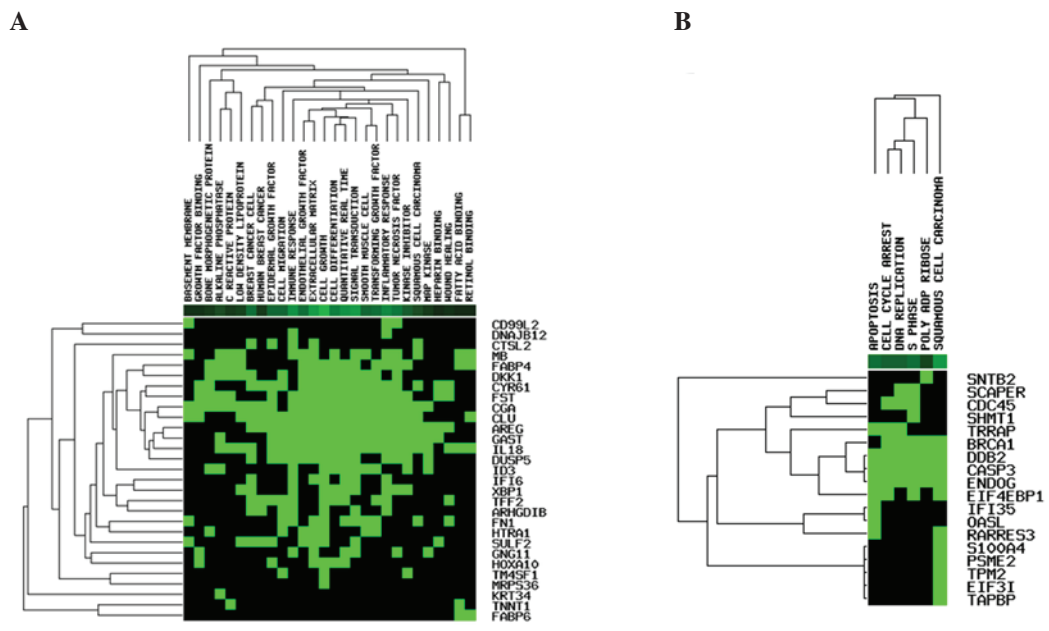 A
B
BASEMENT MEMBRANE
GROWTH FACTOR BINDING
BONE MORPHOGENETIC PROTEIN
ALKALINE PHOSPHATASE
C REACTIVE PROTEIN
LOW DENSITY LIPOPROTEIN
BREAST CANCER CELL
HUMAN BREAST CANCER
EPIDERMAL GROWTH FACTOR
CELL MIGRATION
IMMUNE RESPONSE
ENDOTHELIAL GROWTH FACTOR
EXTRACELLULAR MATRIX
CELL GROWTH
CELL DIFFERENTIATION
QUANTITATIVE REAL TIME
SIGNAL TRANSDUCTION
SMOOTH MUSCLE CELL
TRANSFORMING GROWTH FACTOR
INFLAMMATORY RESPONSE
TUMOR NECROSIS FACTOR
KINASE INHIBITOR
SQUAMOUS CELL CARCINOMA
MAP KINASE
HEPARIN BINDING
WOUND HEALING
FATTY ACID BINDING
RETINOL BINDING
CD99L2
DNAJB12
CTSL2
MB
FABP4
DKK1
CYR61
FST
CGA
CLU
AREG
GAST
IL18
DUSP5
ID3
IFI6
XBP1
TFF2
ARHGDIB
FN1
HTRA1
SULF2
GNG11
HOXA10
TM4SF1
MRPS36
KRT34
TNNT1
FABP6
APOPTOSIS
CELL CYCLE ARREST
DNA REPLICATION
S PHASE
POLY ADP RIBOSE
SQUAMOUS CELL CARCINOMA
SNTB2
SCAPER
CDC45
SHMT1
TRRAP
BRCA1
DDB2
CASP3
ENDOG
EIF4EBP1
IFI35
OASL
RARRES3
S100A4
PSME2
TPM2
EIF3I
TAPBP